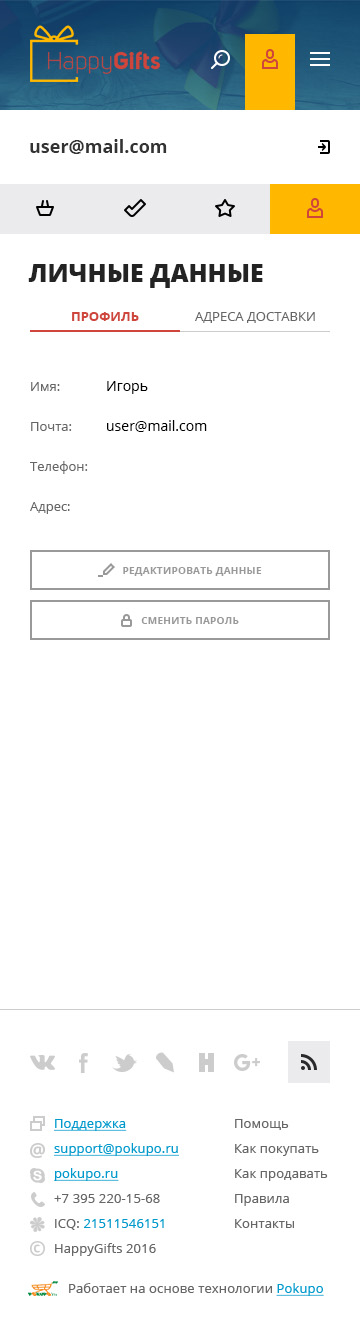 HappyGifts
user@mail.com
ЛИЧНЫЕ ДАННЫЕ
ПРОФИЛЬ
АДРЕСА ДОСТАВКИ
Имя: Игорь
Почта: user@mail.com
Телефон:
Адрес:
РЕДАКТИРОВАТЬ ДАННЫЕ
СМЕНИТЬ ПАРОЛЬ
Поддержка
support@pokupo.ru
pokupo.ru
+7 395 220-15-68
ICQ: 21511546151
© HappyGifts 2016
Помощь
Как покупать
Как продавать
Правила
Контакты
Работает на основе технологии Pokupo